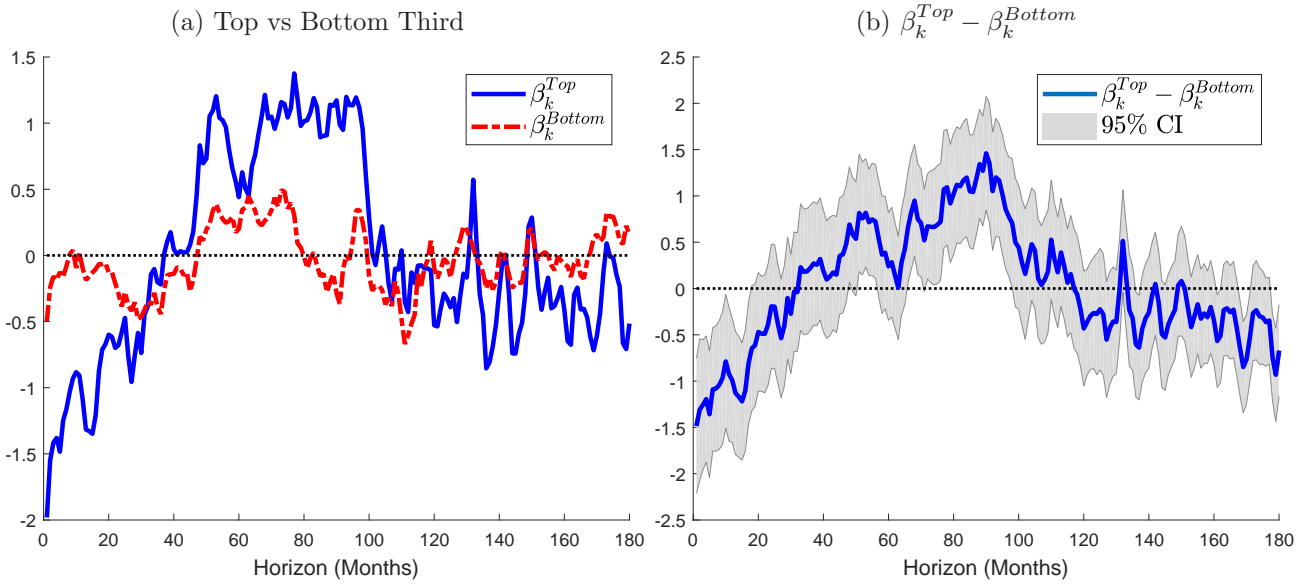 (a) Top vs Bottom Third
1.5
1
0.5
0
-0.5
-1
-1.5
-2
0 20 40 60 80 100 120 140 160 180
Horizon (Months)
β_k^{Top}
β_k^{Bottom}
(b) β_k^{Top} − β_k^{Bottom}
2.5
2
1.5
1
0.5
0
-0.5
-1
-1.5
-2
-2.5
0 20 40 60 80 100 120 140 160 180
Horizon (Months)
β_k^{Top} − β_k^{Bottom}
95% CI